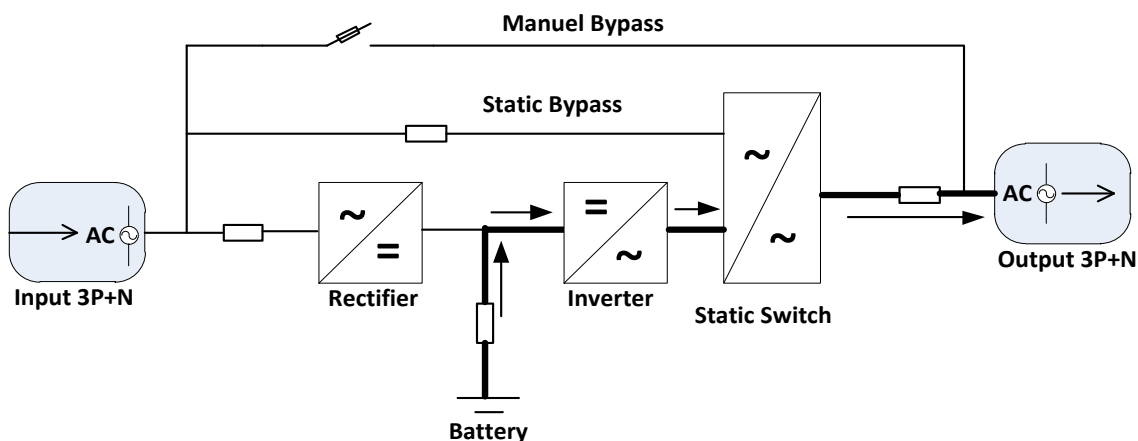 Manuel Bypass
Static Bypass
AC
Input 3P+N
~
=
Rectifier
=
~
Inverter
~
~
Static Switch
AC
Output 3P+N
Battery